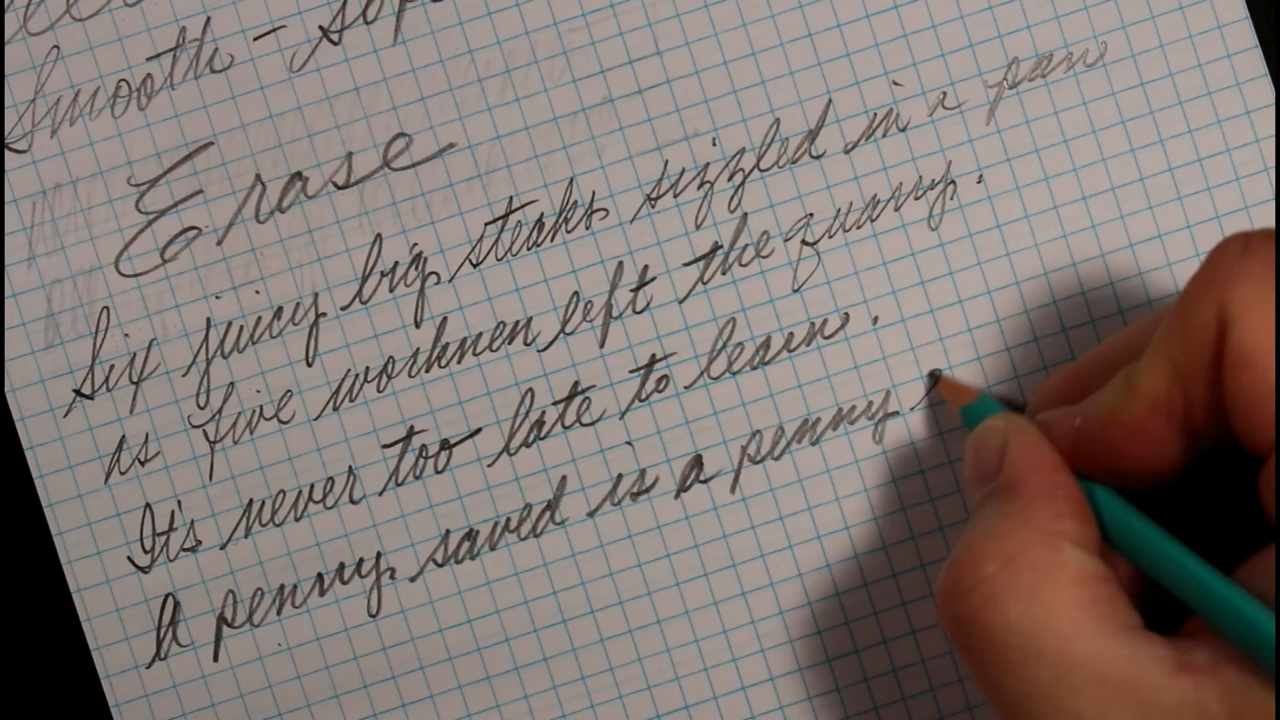 Smooth - 
Erase
Six juicy big steaks sizzled in a pan
as five workmen left the quarry.
It's never too late to learn.
A penny saved is a penny